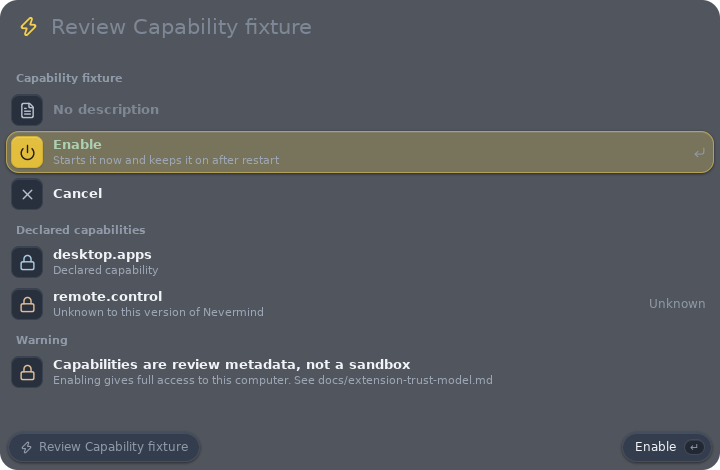 Review Capability fixture
Capability fixture
No description
Enable
Starts it now and keeps it on after restart
Cancel
Declared capabilities
desktop.apps
Declared capability
remote.control
Unknown to this version of Nevermind
Unknown
Warning
Capabilities are review metadata, not a sandbox
Enabling gives full access to this computer. See docs/extension-trust-model.md
Review Capability fixture
Enable